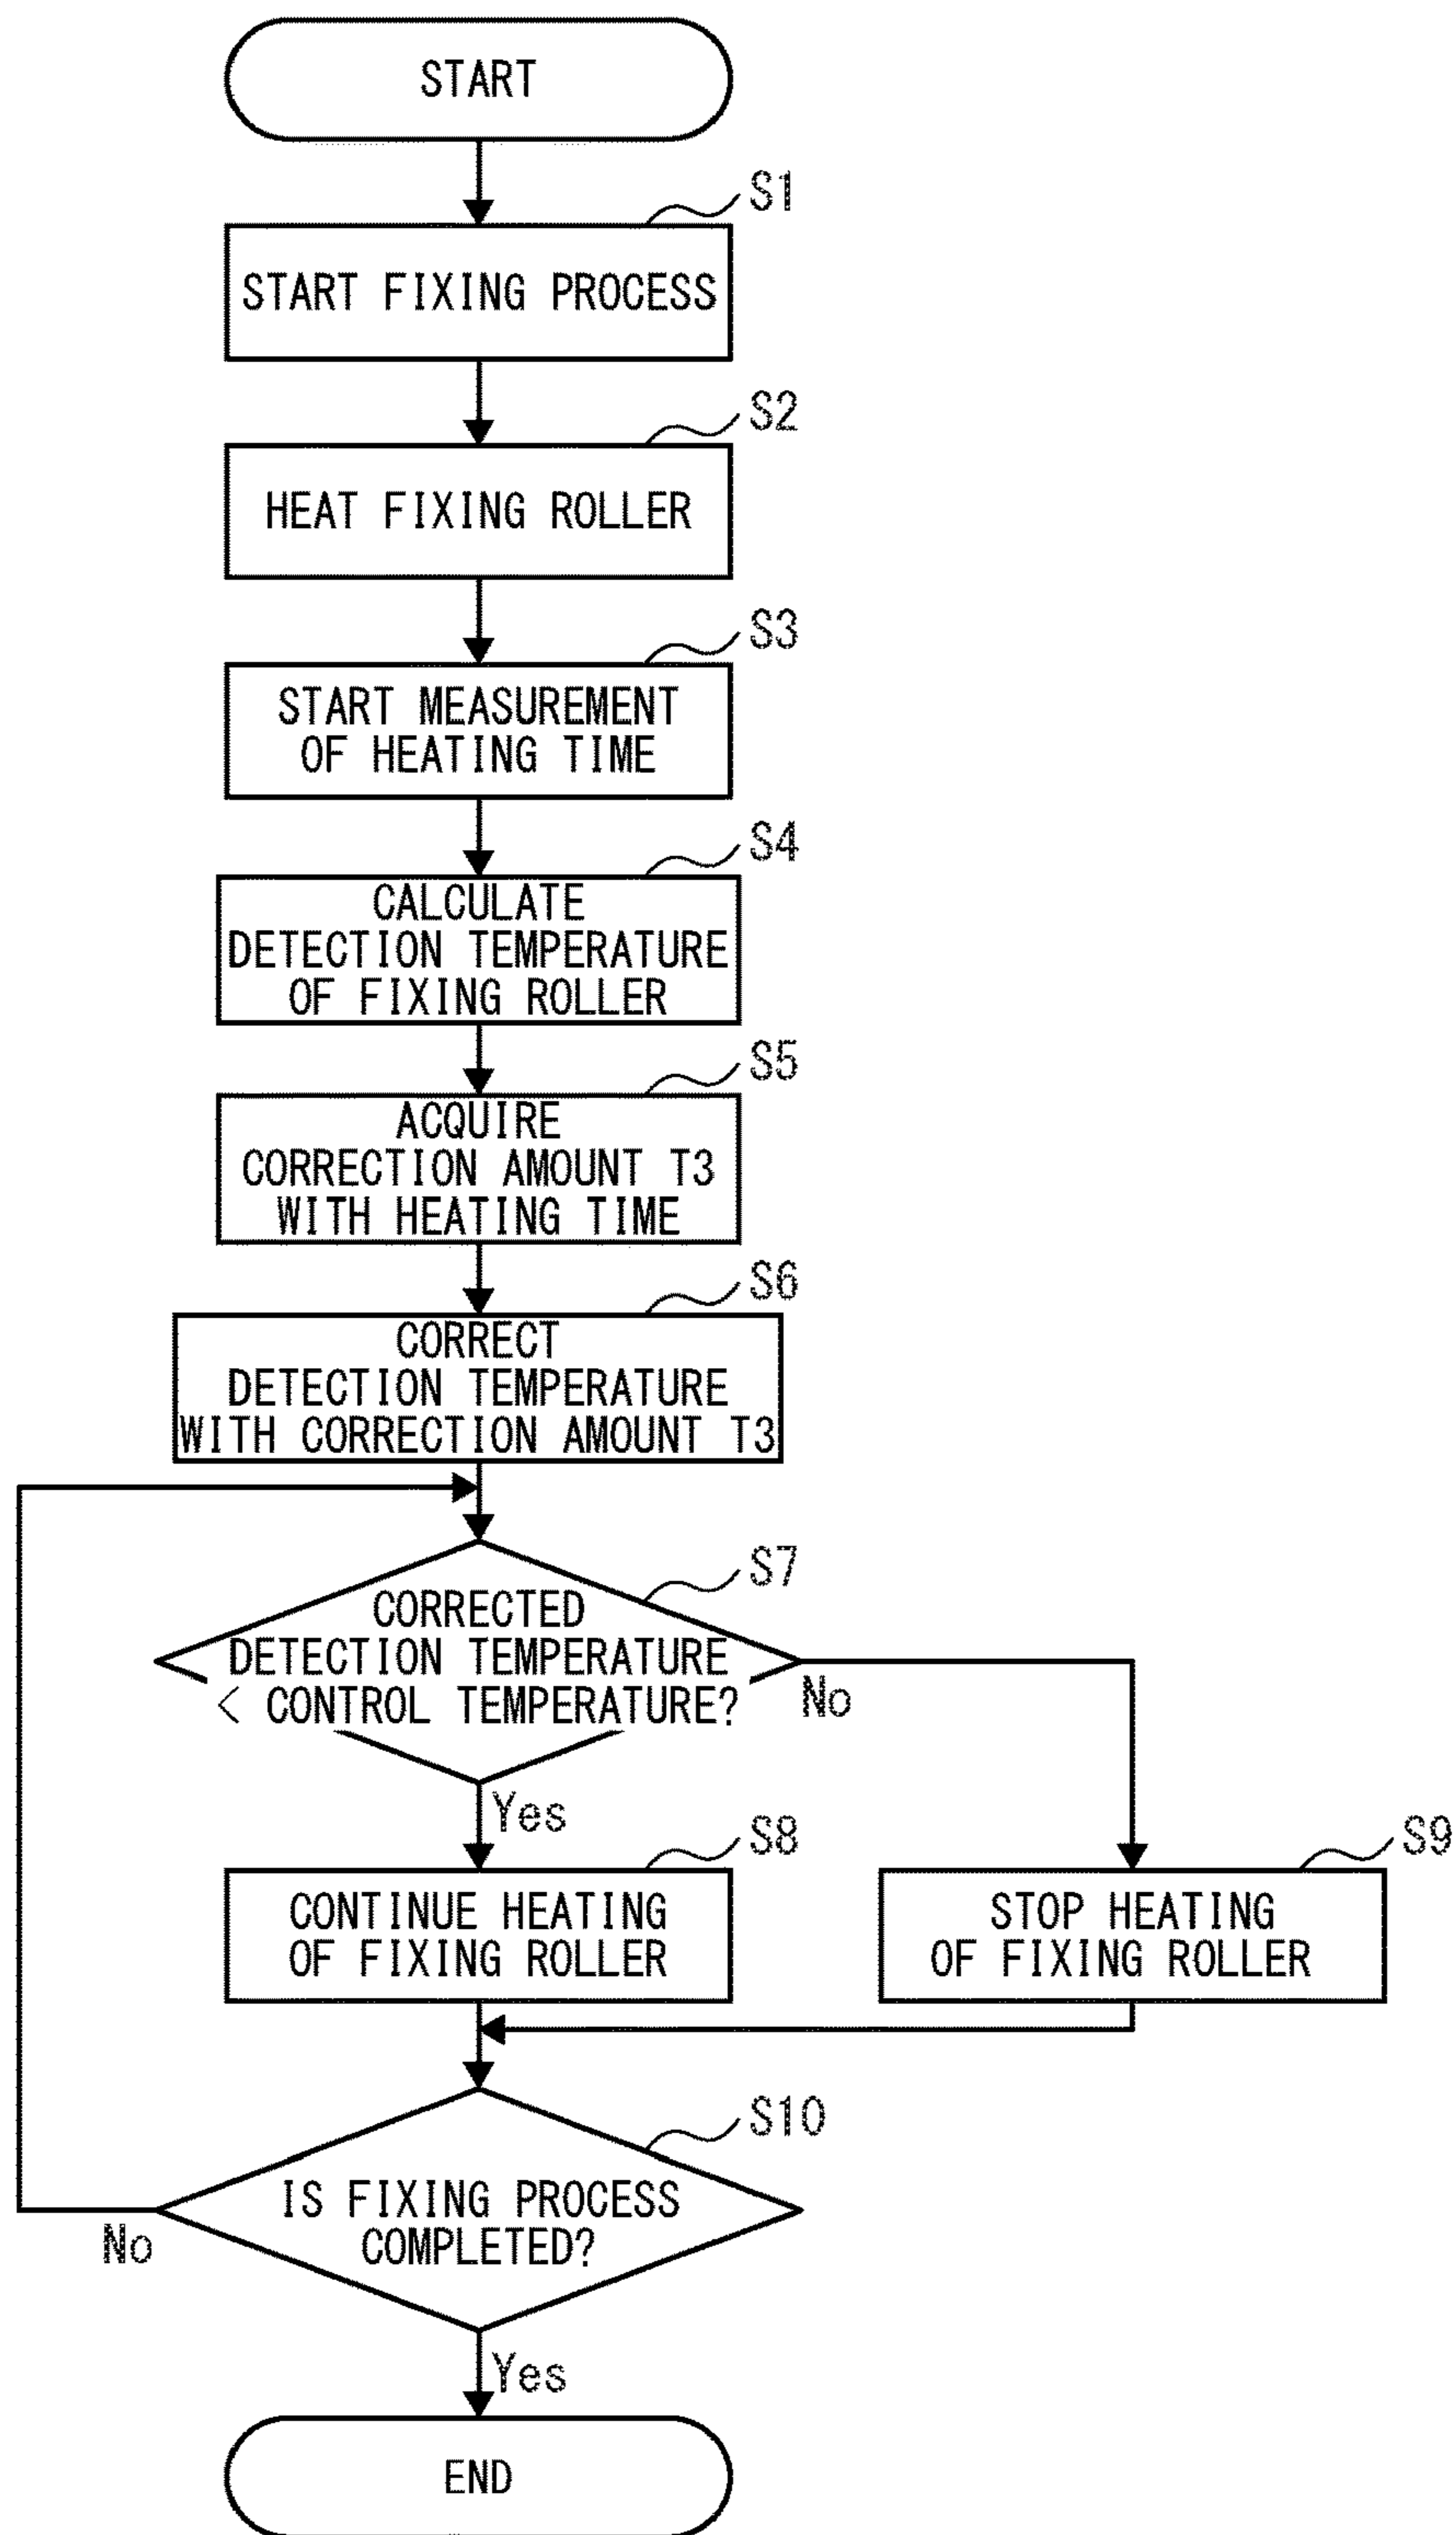 START
S1
START FIXING PROCESS
S2
HEAT FIXING ROLLER
S3
START MEASUREMENT
OF HEATING TIME
S4
CALCULATE
DETECTION TEMPERATURE
OF FIXING ROLLER
S5
ACQUIRE
CORRECTION AMOUNT T3
WITH HEATING TIME
S6
CORRECT
DETECTION TEMPERATURE
WITH CORRECTION AMOUNT T3
S7
CORRECTED
DETECTION TEMPERATURE
< CONTROL TEMPERATURE?
No
Yes
S8
CONTINUE HEATING
OF FIXING ROLLER
S9
STOP HEATING
OF FIXING ROLLER
S10
IS FIXING PROCESS
COMPLETED?
No
Yes
END